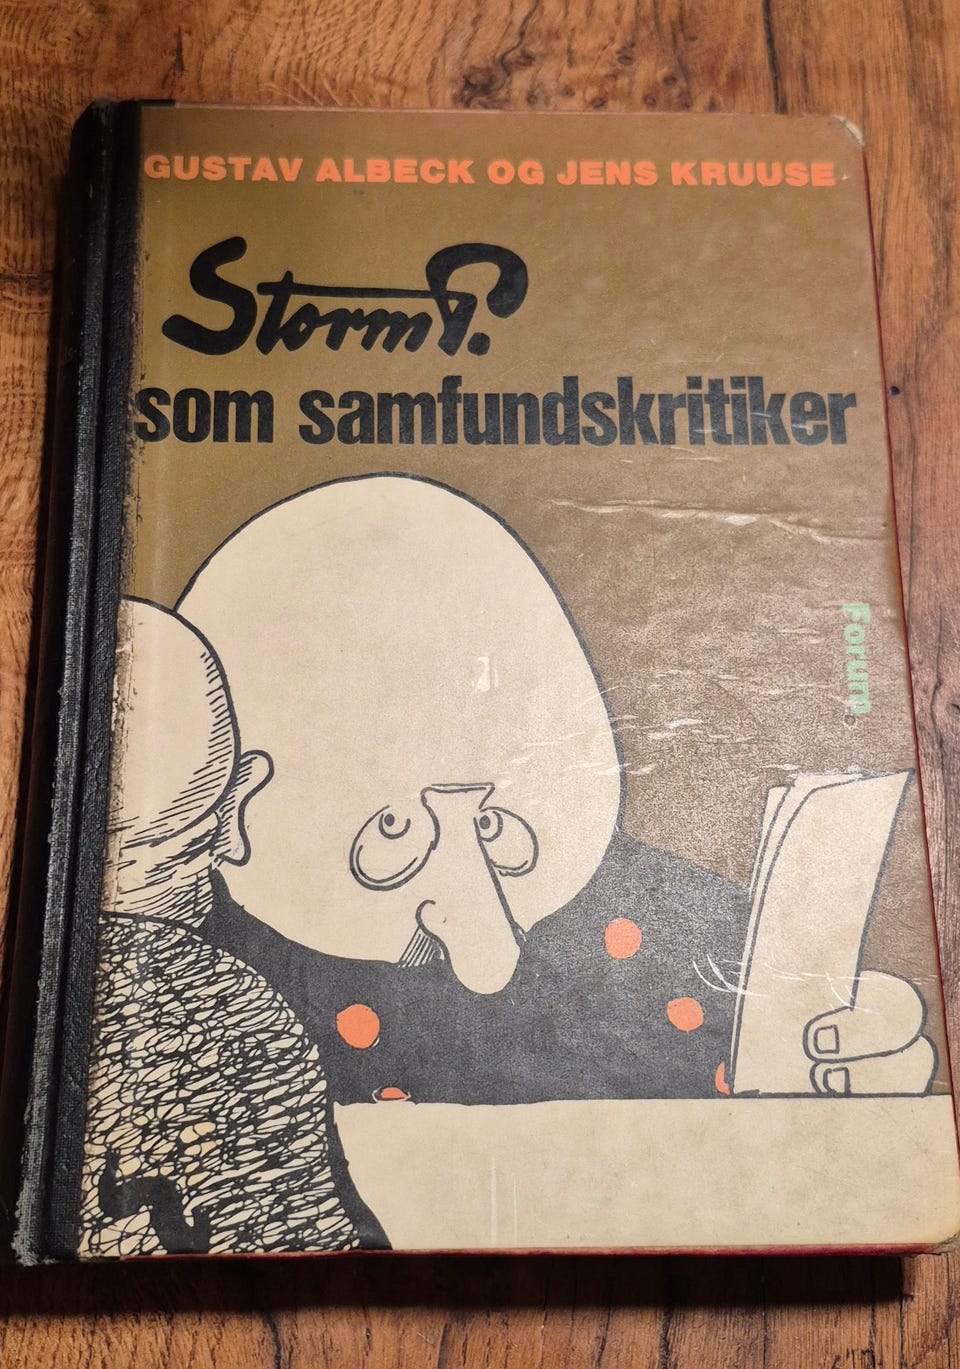 GUSTAV ALBECK OG JENS KRUUSE
Storm P.
som samfundskritiker
Forum